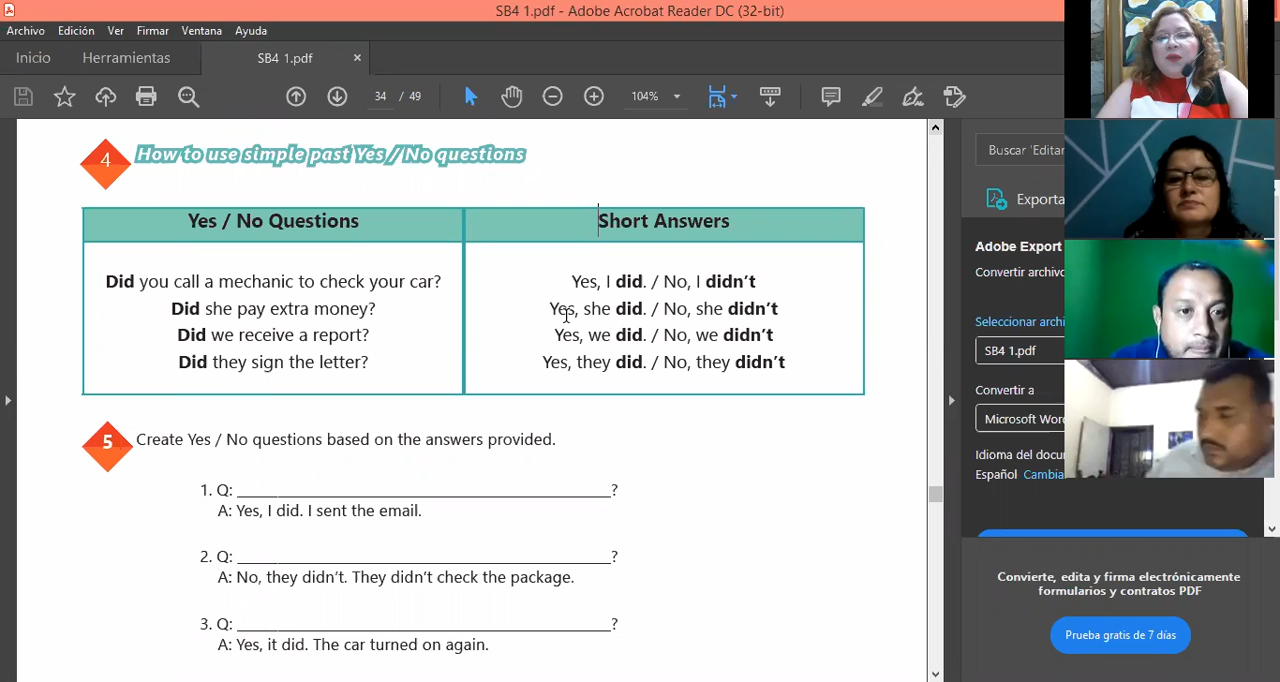 SB4 1.pdf - Adobe Acrobat Reader DC (32-bit)
Archivo Edición Ver Firmar Ventana Ayuda
Inicio Herramientas SB4 1.pdf ×
34 / 49 104%
4 How to use simple past Yes / No questions
Yes / No Questions Short Answers
Did you call a mechanic to check your car? Yes, I did. / No, I didn't
Did she pay extra money? Yes, she did. / No, she didn't
Did we receive a report? Yes, we did. / No, we didn't
Did they sign the letter? Yes, they did. / No, they didn't
5 Create Yes / No questions based on the answers provided.
1. Q: ?
A: Yes, I did. I sent the email.
2. Q: ?
A: No, they didn't. They didn't check the package.
3. Q: ?
A: Yes, it did. The car turned on again.
Buscar 'Editar
Exporta
Adobe Export
Convertir archivo
Seleccionar archi
SB4 1.pdf
Convertir a
Microsoft Word
Idioma del docu
Español Cambia
Convierte, edita y firma electrónicamente
formularios y contratos PDF
Prueba gratis de 7 días